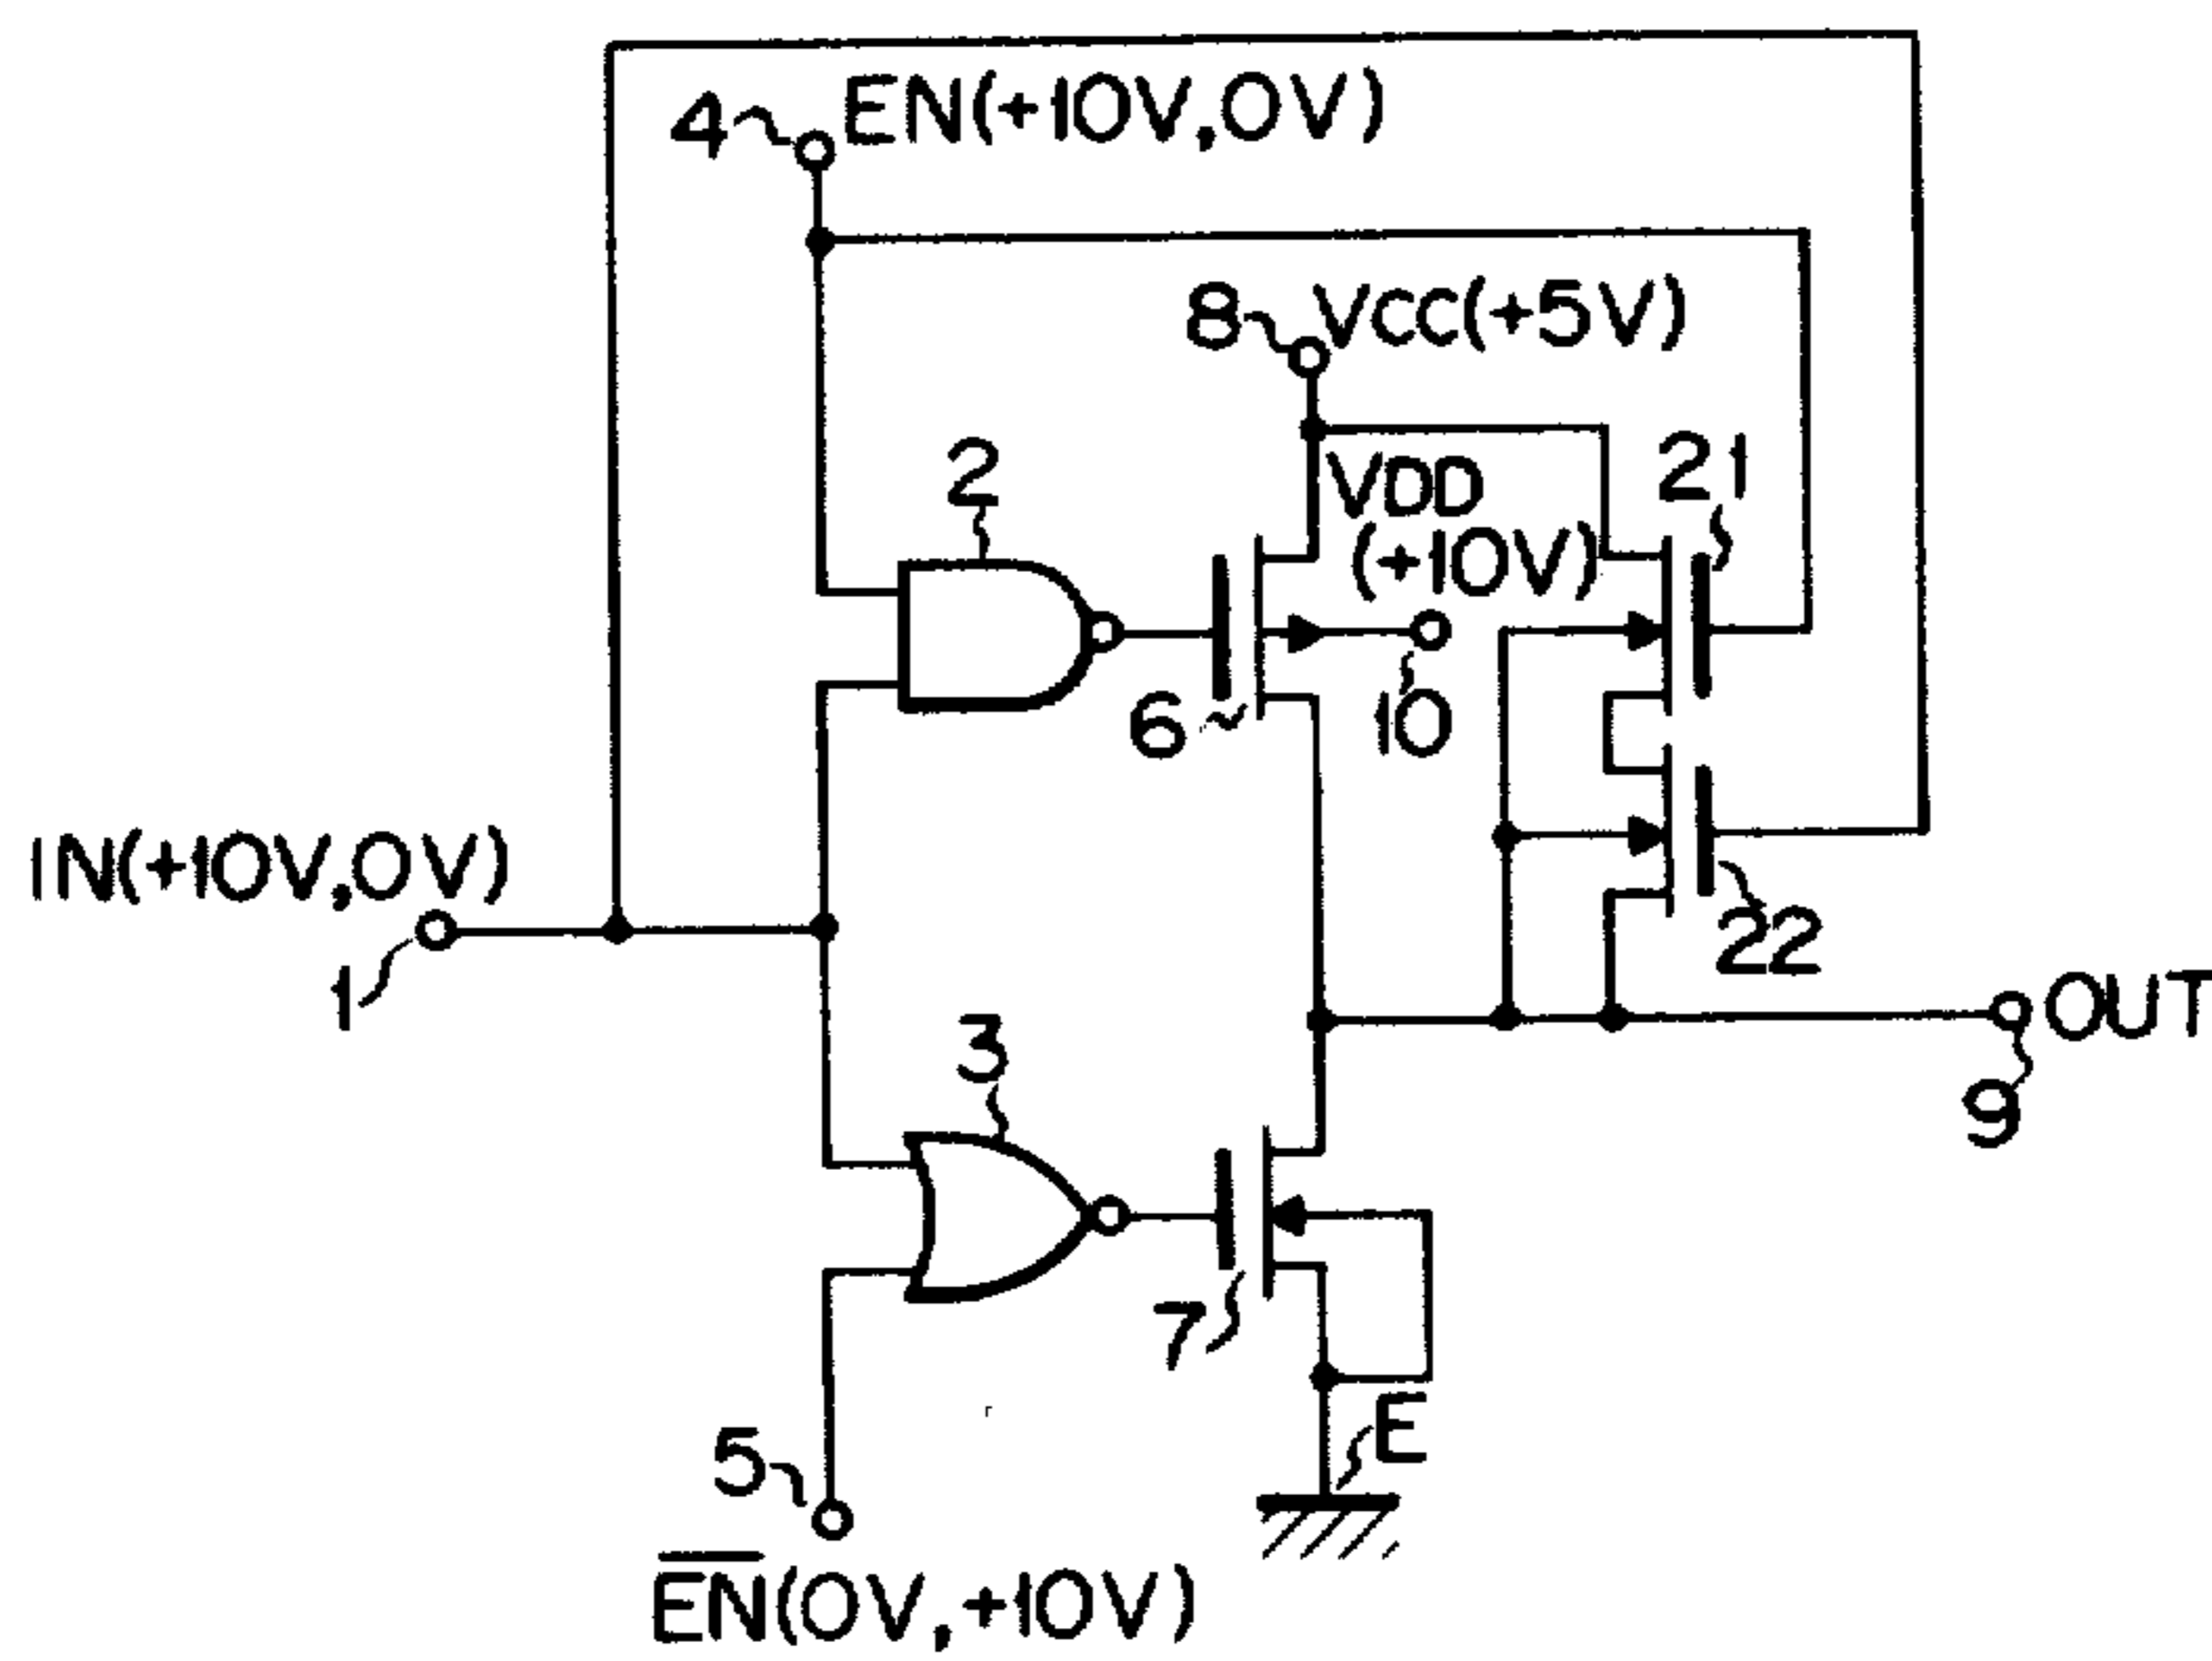 4 EN(+10V,0V)
8 VCC(+5V)
2
VDD
(+10V)
21
6
10
IN(+10V,0V)
1
22
OUT
3
9
7
E
5
E̅N̅(0V,+10V)